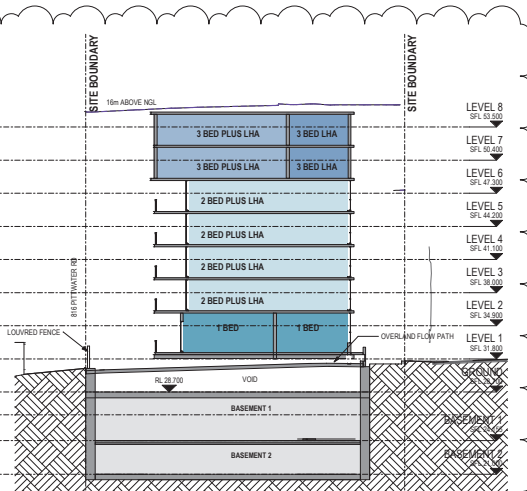 SITE BOUNDARY
SITE BOUNDARY
16m ABOVE NGL
LEVEL 8
SFL 53.500
3 BED PLUS LHA
3 BED LHA
LEVEL 7
SFL 50.400
3 BED PLUS LHA
3 BED LHA
LEVEL 6
SFL 47.300
2 BED PLUS LHA
LEVEL 5
SFL 44.200
2 BED PLUS LHA
LEVEL 4
SFL 41.100
2 BED PLUS LHA
LEVEL 3
SFL 38.000
816 PITTWATER RD
2 BED PLUS LHA
LEVEL 2
SFL 34.900
1 BED
1 BED
LOUVRED FENCE
OVERLAND FLOW PATH
LEVEL 1
SFL 31.800
GROUND
RL 28.700
VOID
BASEMENT 1
BASEMENT 1
BASEMENT 2
BASEMENT 2